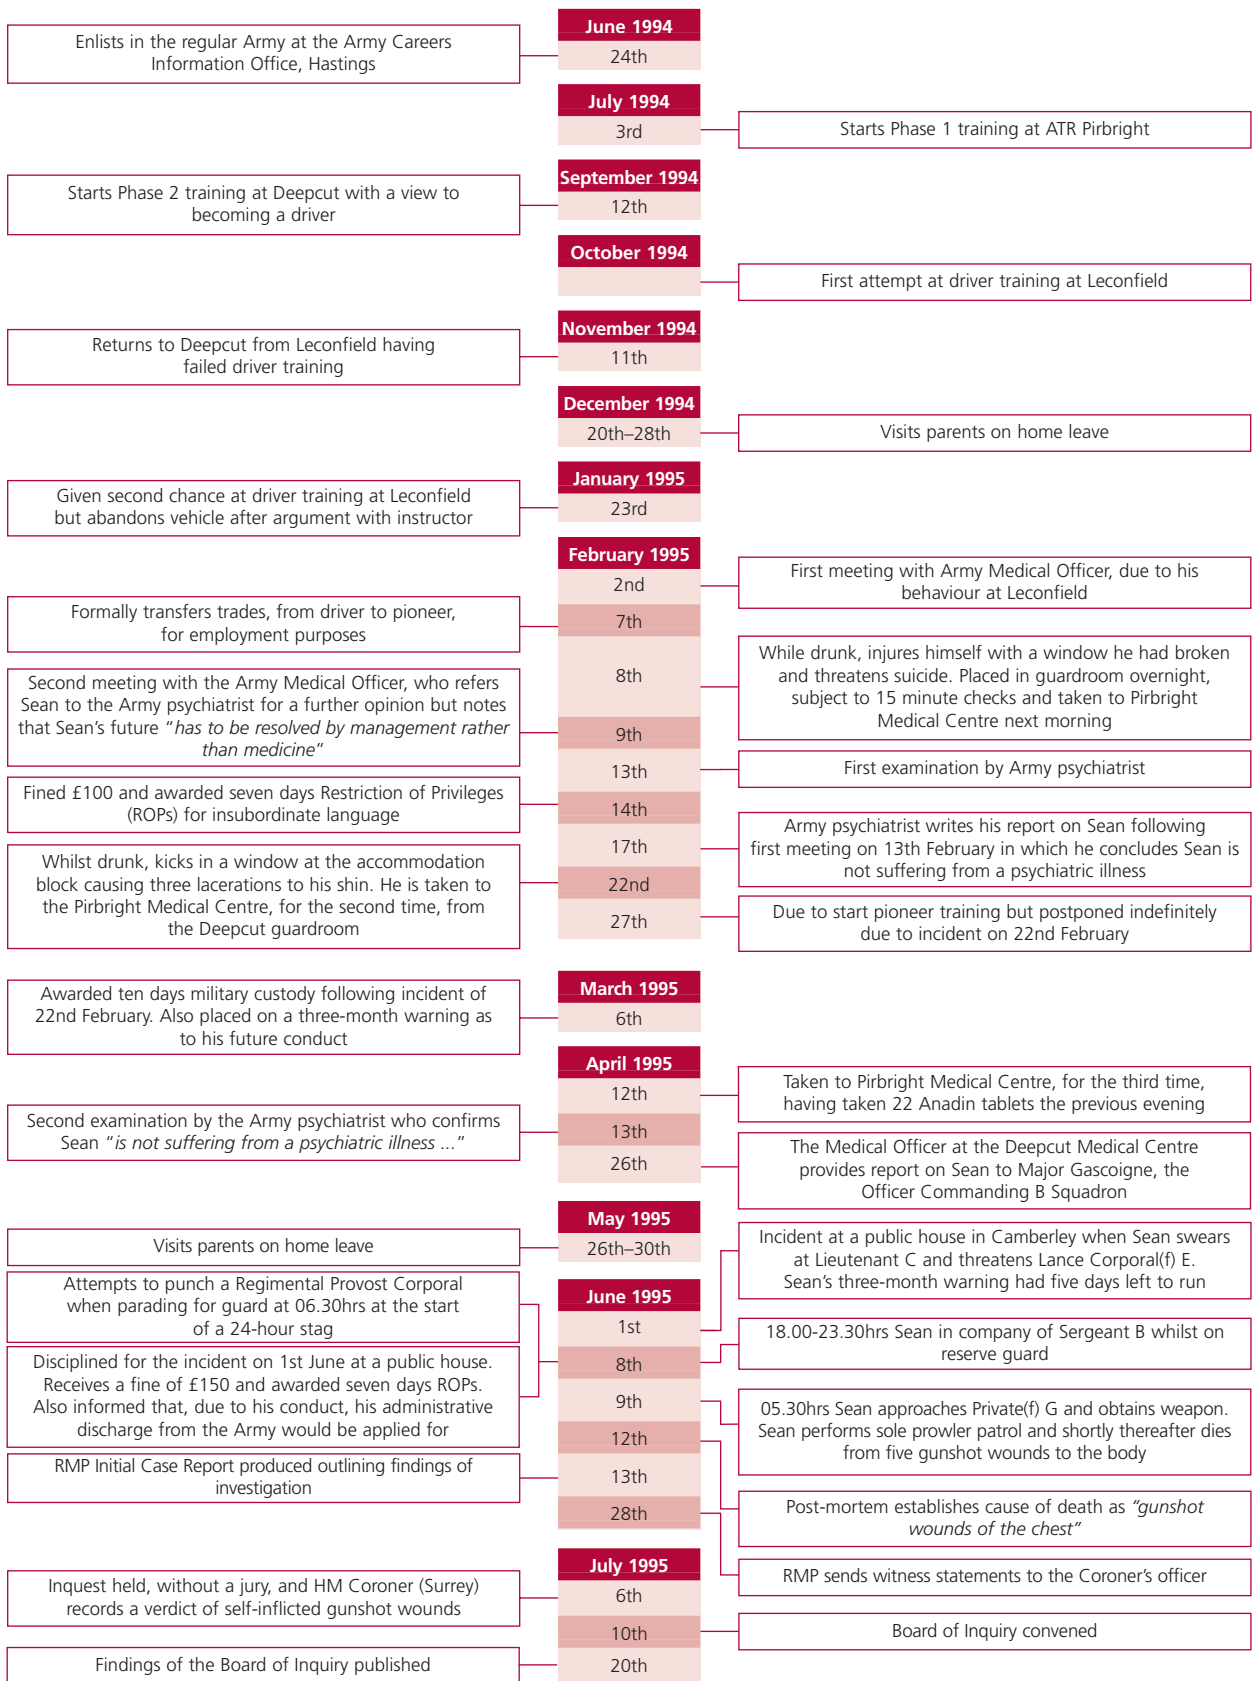 June 1994
Enlists in the regular Army at the Army Careers
Information Office, Hastings
24th
July 1994
3rd
Starts Phase 1 training at ATR Pirbright
September 1994
Starts Phase 2 training at Deepcut with a view to
becoming a driver
12th
October 1994
First attempt at driver training at Leconfield
November 1994
Returns to Deepcut from Leconfield having
failed driver training
11th
December 1994
20th–28th
Visits parents on home leave
January 1995
Given second chance at driver training at Leconfield
but abandons vehicle after argument with instructor
23rd
February 1995
2nd
First meeting with Army Medical Officer, due to his
behaviour at Leconfield
Formally transfers trades, from driver to pioneer,
for employment purposes
7th
8th
While drunk, injures himself with a window he had broken
and threatens suicide. Placed in guardroom overnight,
subject to 15 minute checks and taken to Pirbright
Medical Centre next morning
Second meeting with the Army Medical Officer, who refers
Sean to the Army psychiatrist for a further opinion but notes
that Sean's future "has to be resolved by management rather
than medicine"
9th
13th
First examination by Army psychiatrist
Fined £100 and awarded seven days Restriction of Privileges
(ROPs) for insubordinate language
14th
17th
Army psychiatrist writes his report on Sean following
first meeting on 13th February in which he concludes Sean is
not suffering from a psychiatric illness
Whilst drunk, kicks in a window at the accommodation
block causing three lacerations to his shin. He is taken to
the Pirbright Medical Centre, for the second time, from
the Deepcut guardroom
22nd
27th
Due to start pioneer training but postponed indefinitely
due to incident on 22nd February
March 1995
Awarded ten days military custody following incident of
22nd February. Also placed on a three-month warning as
to his future conduct
6th
April 1995
12th
Taken to Pirbright Medical Centre, for the third time,
having taken 22 Anadin tablets the previous evening
Second examination by the Army psychiatrist who confirms
Sean "is not suffering from a psychiatric illness ..."
13th
26th
The Medical Officer at the Deepcut Medical Centre
provides report on Sean to Major Gascoigne, the
Officer Commanding B Squadron
May 1995
Visits parents on home leave
26th–30th
Incident at a public house in Camberley when Sean swears
at Lieutenant C and threatens Lance Corporal(f) E.
Sean's three-month warning had five days left to run
Attempts to punch a Regimental Provost Corporal
when parading for guard at 06.30hrs at the start
of a 24-hour stag
June 1995
1st
18.00-23.30hrs Sean in company of Sergeant B whilst on
reserve guard
Disciplined for the incident on 1st June at a public house.
Receives a fine of £150 and awarded seven days ROPs.
Also informed that, due to his conduct, his administrative
discharge from the Army would be applied for
8th
9th
05.30hrs Sean approaches Private(f) G and obtains weapon.
Sean performs sole prowler patrol and shortly thereafter dies
from five gunshot wounds to the body
12th
RMP Initial Case Report produced outlining findings of
investigation
13th
Post-mortem establishes cause of death as "gunshot
wounds of the chest"
28th
RMP sends witness statements to the Coroner's officer
July 1995
Inquest held, without a jury, and HM Coroner (Surrey)
records a verdict of self-inflicted gunshot wounds
6th
10th
Board of Inquiry convened
Findings of the Board of Inquiry published
20th